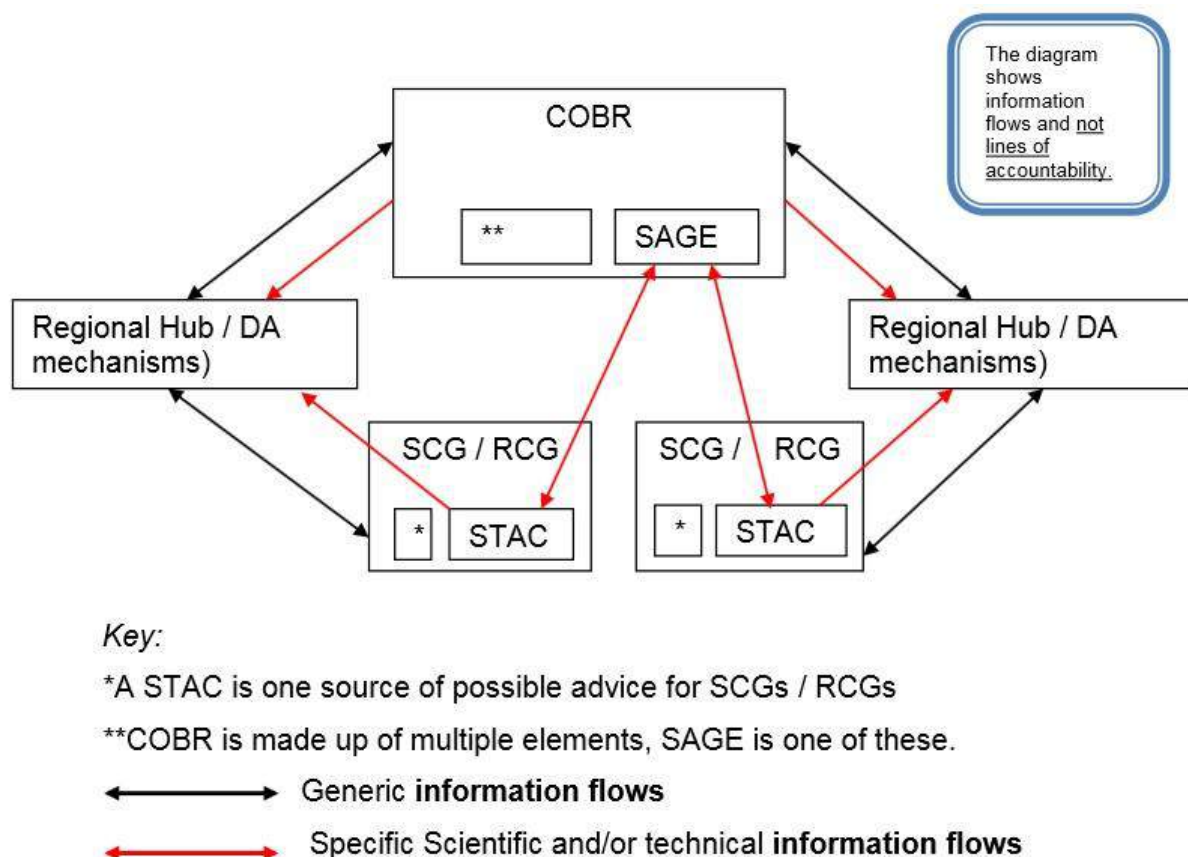 The diagram
shows
information
flows and not
lines of
accountability.
COBR
**
SAGE
Regional Hub / DA
mechanisms)
Regional Hub / DA
mechanisms)
SCG / RCG
*
STAC
SCG / RCG
*
STAC
Key:
*A STAC is one source of possible advice for SCGs / RCGs
**COBR is made up of multiple elements, SAGE is one of these.
Generic information flows
Specific Scientific and/or technical information flows